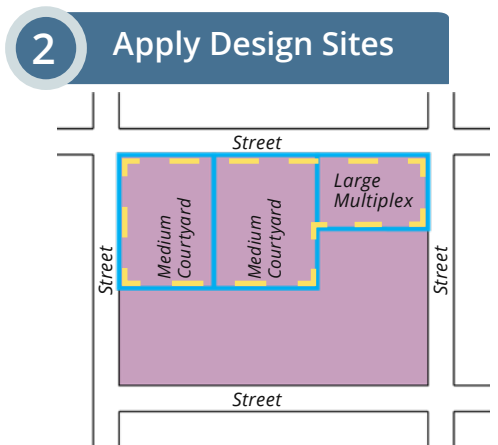 2
Apply Design Sites
Street
Large
Multiplex
Medium
Courtyard
Medium
Courtyard
Street
Street
Street